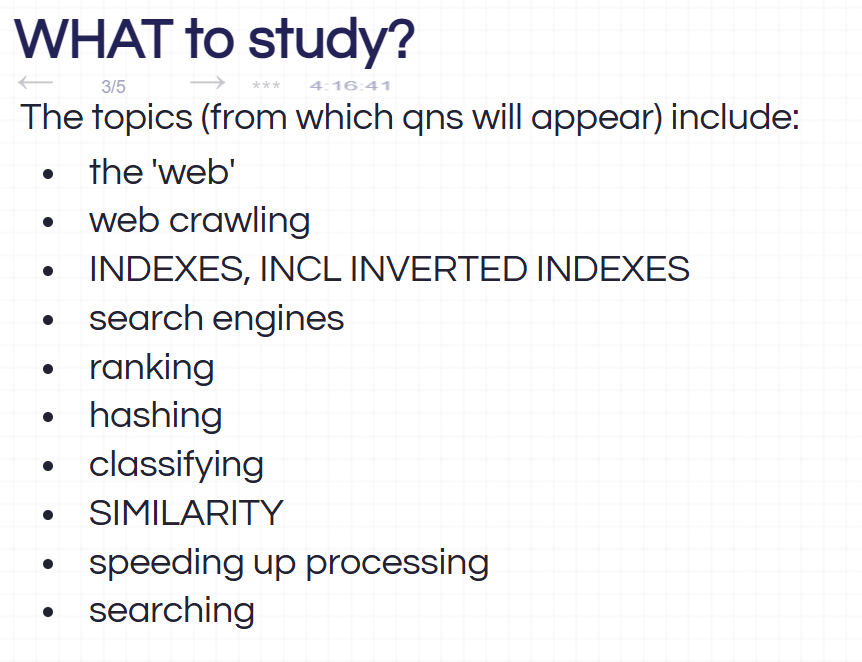 WHAT to study?
← 3/5 → *** 4:16:41
The topics (from which qns will appear) include:
• the 'web'
• web crawling
• INDEXES, INCL INVERTED INDEXES
• search engines
• ranking
• hashing
• classifying
• SIMILARITY
• speeding up processing
• searching